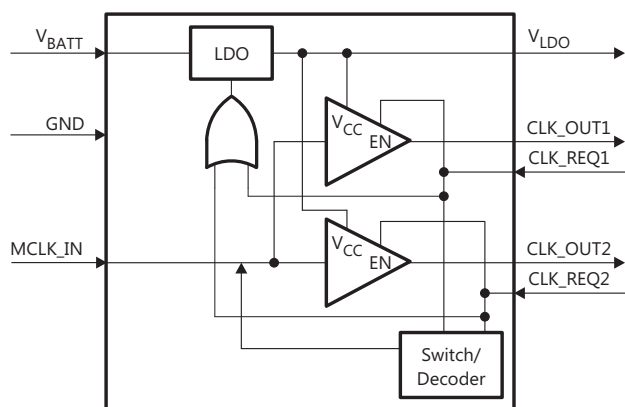 V_BATT
LDO
V_LDO
GND
V_CC
EN
CLK_OUT1
CLK_REQ1
MCLK_IN
V_CC
EN
CLK_OUT2
CLK_REQ2
Switch/
Decoder